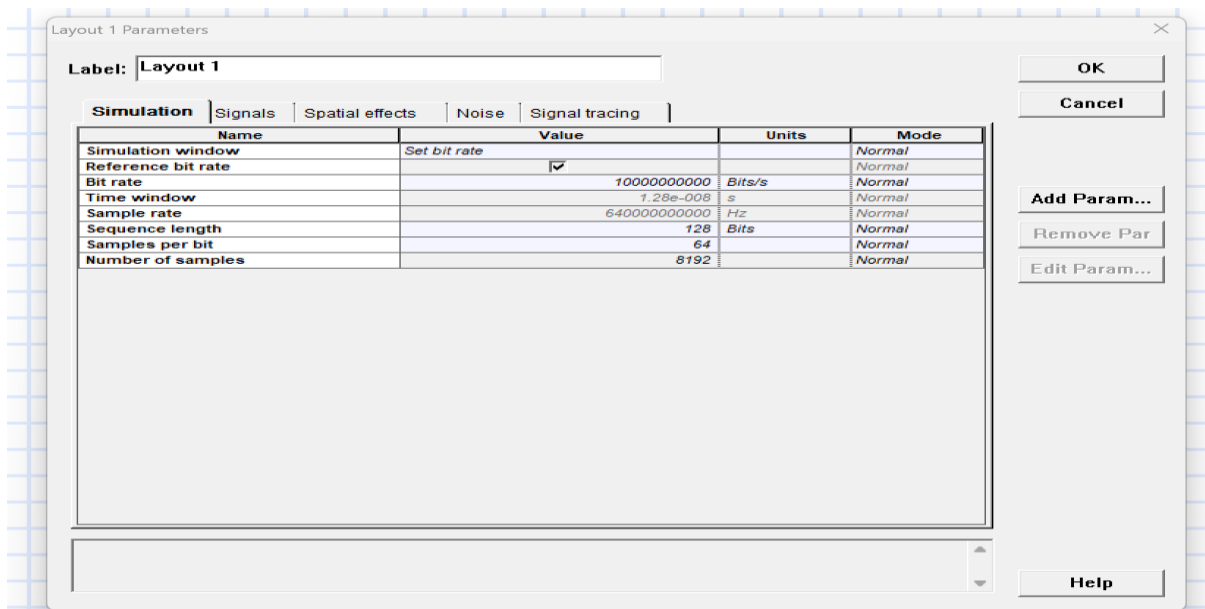 Layout 1 Parameters
Label: Layout 1
OK
Cancel
Simulation Signals Spatial effects Noise Signal tracing
Name Value Units Mode
Simulation window Set bit rate Normal
Reference bit rate Normal
Bit rate 10000000000 Bits/s Normal
Time window 1.28e-008 s Normal
Sample rate 640000000000 Hz Normal
Sequence length 128 Bits Normal
Samples per bit 64 Normal
Number of samples 8192 Normal
Add Param...
Remove Par
Edit Param...
Help